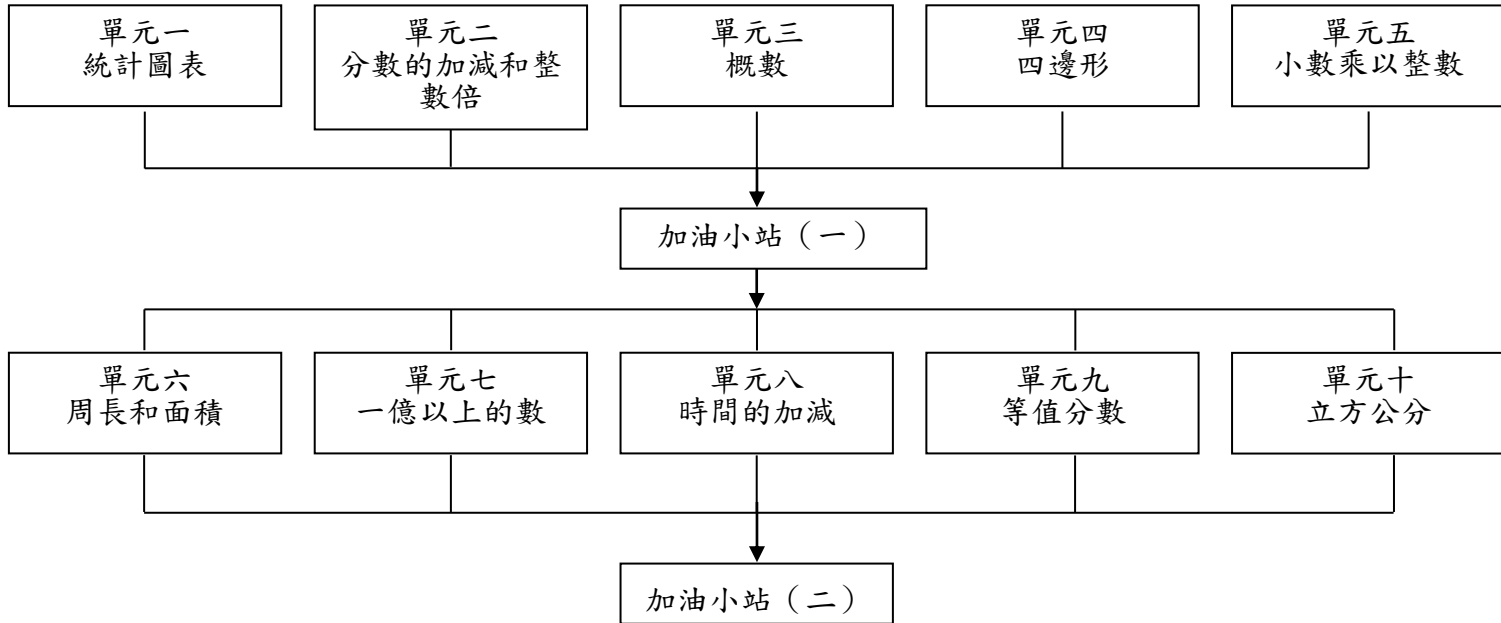 單元一
統計圖表
單元二
分數的加減和整
數倍
單元三
概數
單元四
四邊形
單元五
小數乘以整數
加油小站（一）
單元六
周長和面積
單元七
一億以上的數
單元八
時間的加減
單元九
等值分數
單元十
立方公分
加油小站（二）